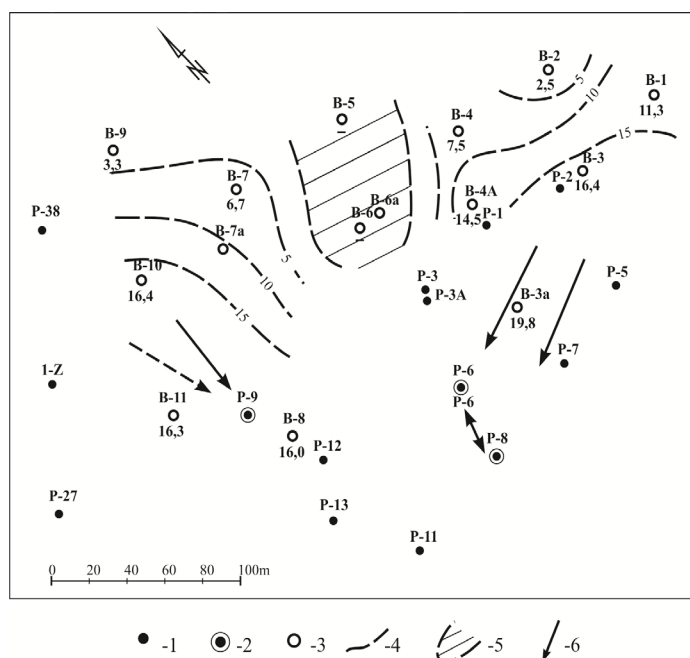 N
B-2
2,5
5
B-1
11,3
10
15
B-5
–
B-4
7,5
B-9
3,3
B-7
6,7
B-3
16,4
P-2
B-6a
B-6
–
B-4A
14,5
P-1
P-38
B-7a
5
10
15
B-10
16,4
P-3
P-3A
P-5
B-3a
19,8
P-7
1-Z
B-11
16,3
P-9
B-8
16,0
P-12
P-6
P-6
P-8
P-27
P-13
P-11
0 20 40 60 80 100m
-1 -2 -3 -4 -5 -6